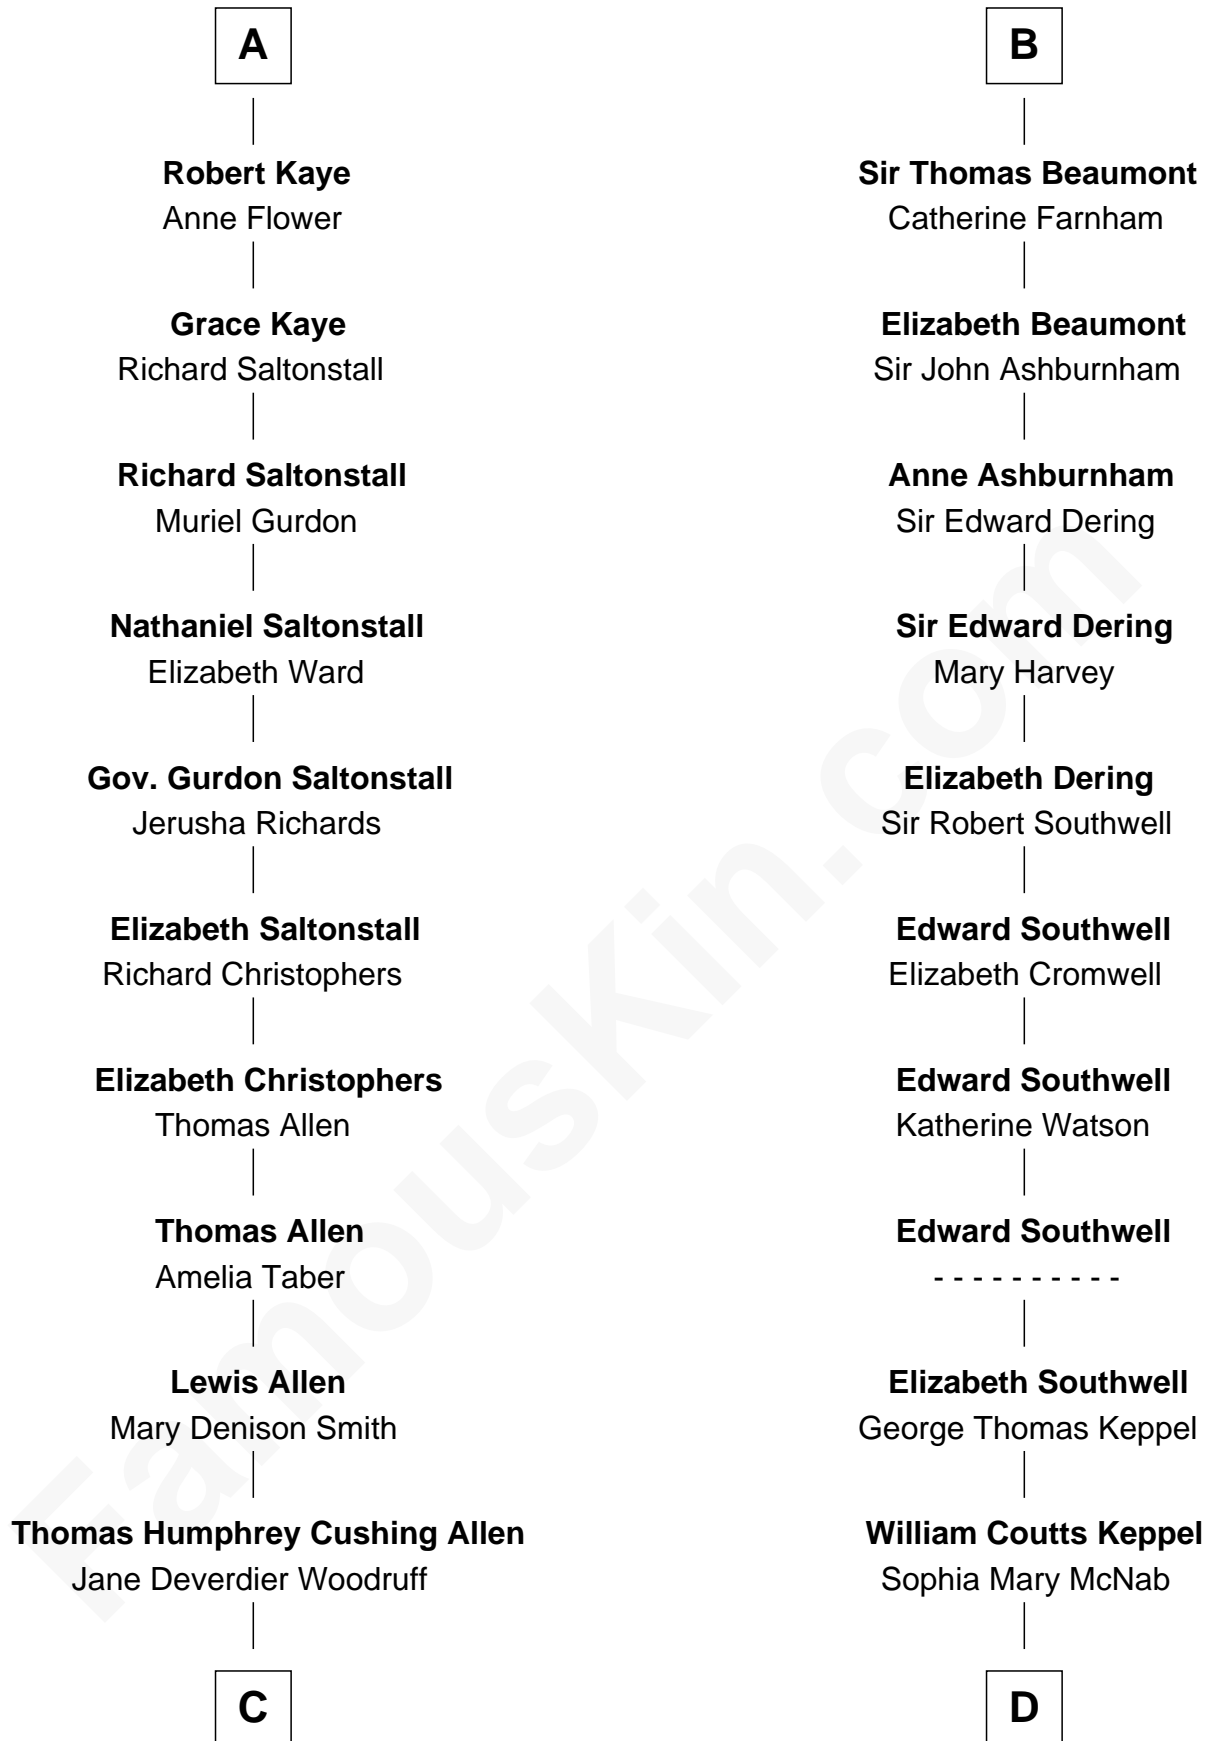 A
Robert Kaye
Anne Flower
Grace Kaye
Richard Saltonstall
Richard Saltonstall
Muriel Gurdon
Nathaniel Saltonstall
Elizabeth Ward
Gov. Gurdon Saltonstall
Jerusha Richards
Elizabeth Saltonstall
Richard Christophers
Elizabeth Christophers
Thomas Allen
Thomas Allen
Amelia Taber
Lewis Allen
Mary Denison Smith
Thomas Humphrey Cushing Allen
Jane Deverdier Woodruff
C
B
Sir Thomas Beaumont
Catherine Farnham
Elizabeth Beaumont
Sir John Ashburnham
Anne Ashburnham
Sir Edward Dering
Sir Edward Dering
Mary Harvey
Elizabeth Dering
Sir Robert Southwell
Edward Southwell
Elizabeth Cromwell
Edward Southwell
Katherine Watson
Edward Southwell
- - - - - - - - - -
Elizabeth Southwell
George Thomas Keppel
William Coutts Keppel
Sophia Mary McNab
D
FamousKin.com